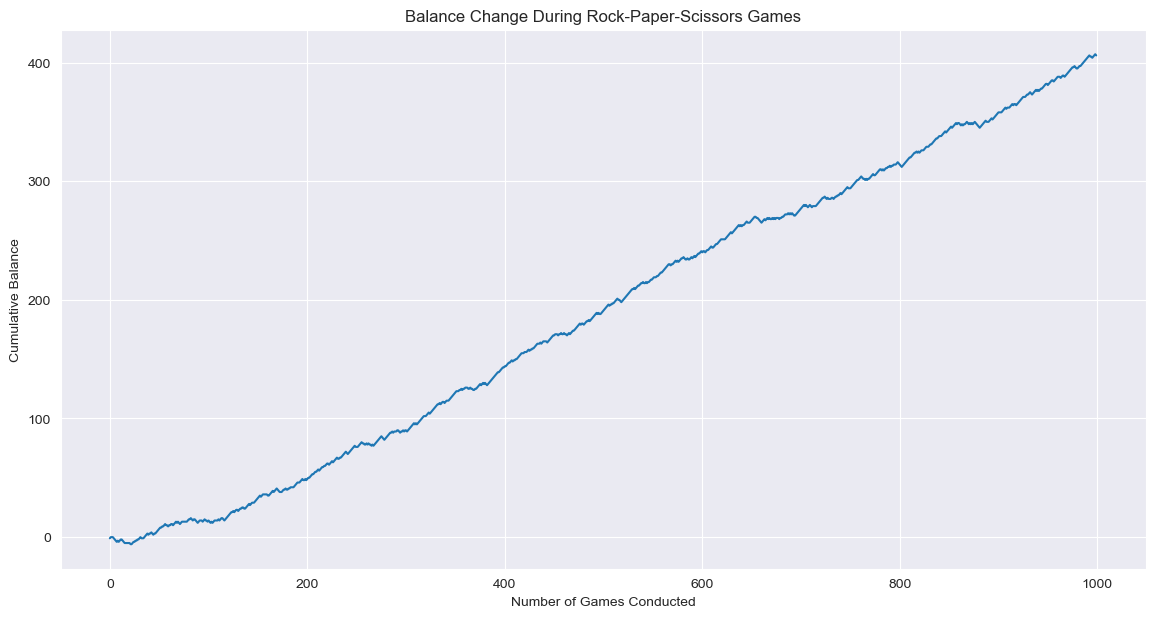 Balance Change During Rock-Paper-Scissors Games
Cumulative Balance
400
300
200
100
0
0 200 400 600 800 1000
Number of Games Conducted